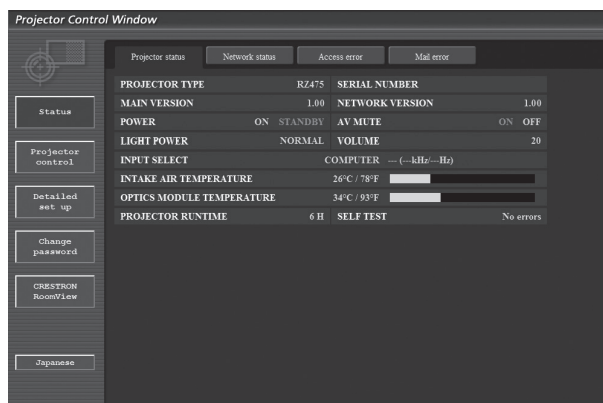 Projector Control Window
Projector status Network status Access error Mail error
Status
Projector control
Detailed set up
Change password
CRESTRON RoomView
Japanese
PROJECTOR TYPE RZ475 SERIAL NUMBER
MAIN VERSION 1.00 NETWORK VERSION 1.00
POWER ON STANDBY AV MUTE ON OFF
LIGHT POWER NORMAL VOLUME 20
INPUT SELECT COMPUTER --- (---kHz/---Hz)
INTAKE AIR TEMPERATURE 26°C / 78°F
OPTICS MODULE TEMPERATURE 34°C / 93°F
PROJECTOR RUNTIME 6 H SELF TEST No errors